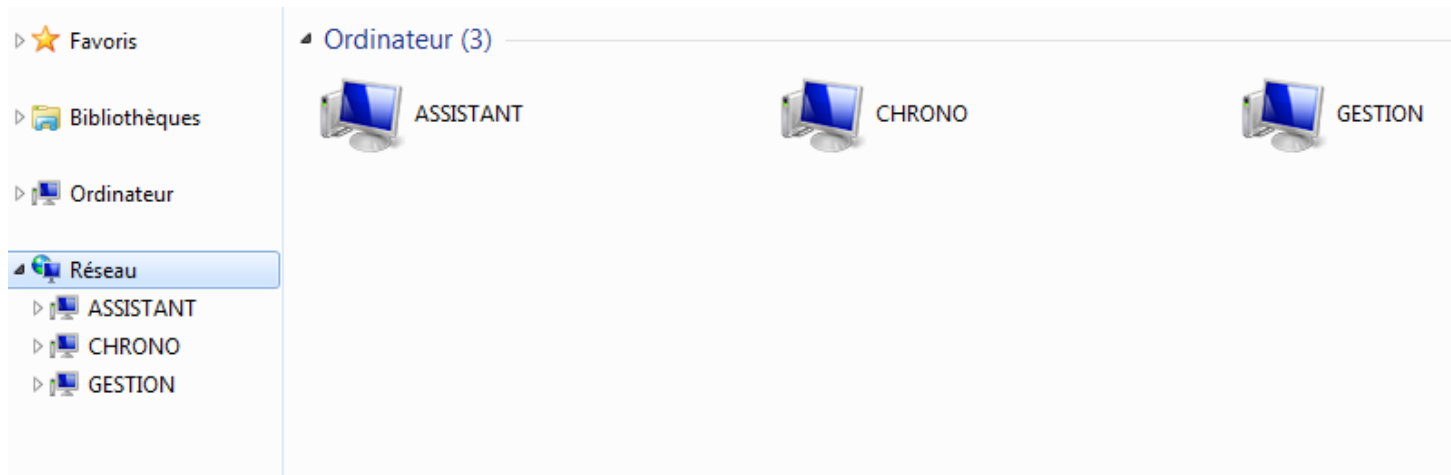 Favoris
Bibliothèques
Ordinateur
Réseau
ASSISTANT
CHRONO
GESTION
Ordinateur (3)
ASSISTANT
CHRONO
GESTION